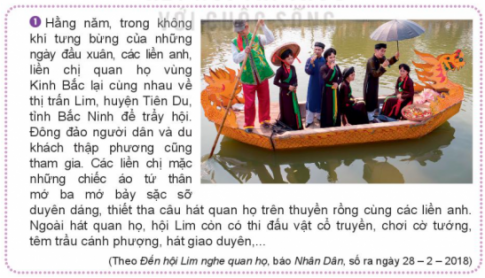 VỚI CUỘC SỐNG
1 Hằng năm, trong không
khí tưng bừng của những
ngày đầu xuân, các liền anh,
liền chị quan họ vùng
Kinh Bắc lại cùng nhau về
thị trấn Lim, huyện Tiên Du,
tỉnh Bắc Ninh để trẩy hội.
Đông đảo người dân và du
khách thập phương cũng
tham gia. Các liền chị mặc
những chiếc áo tứ thân
mớ ba mớ bảy sặc sỡ
duyên dáng, thiết tha câu hát quan họ trên thuyền rồng cùng các liền anh.
Ngoài hát quan họ, hội Lim còn có thi đấu vật cổ truyền, chơi cờ tướng,
têm trầu cánh phượng, hát giao duyên,...
(Theo Đến hội Lim nghe quan họ, báo Nhân Dân, số ra ngày 28 – 2 – 2018)